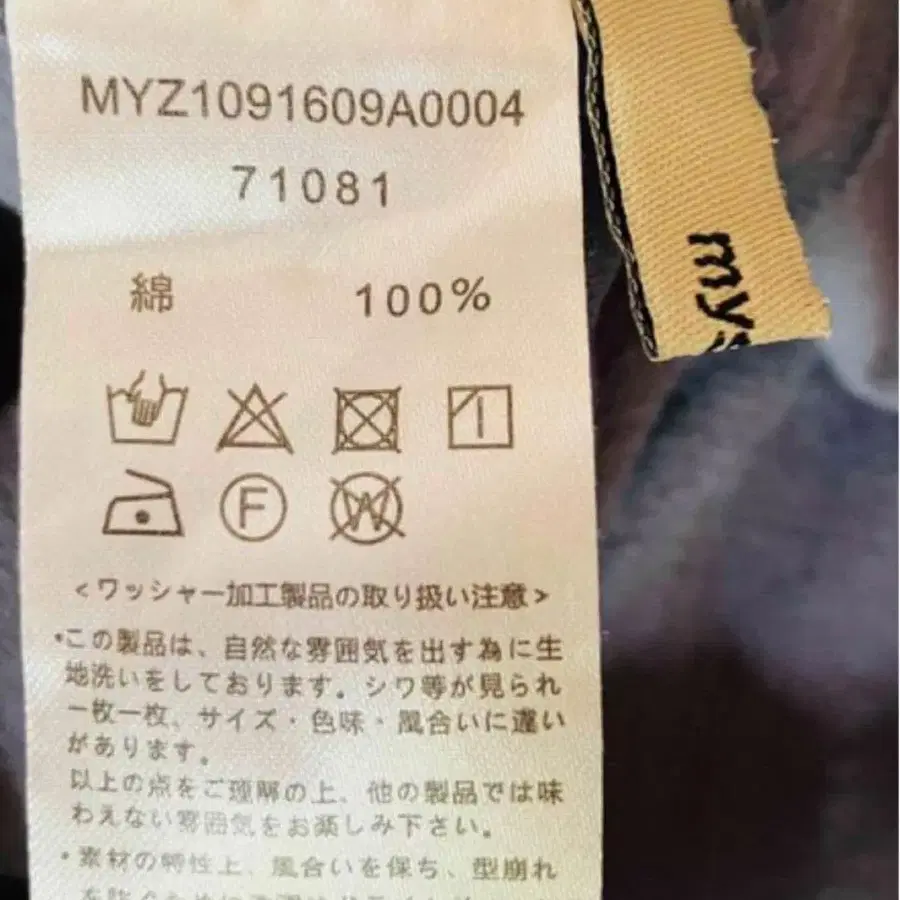 MYZ1091609A0004
71081
綿 100%
F
W
<ワッシャー加工製品の取り扱い注意>
・この製品は、自然な雰囲気を出す為に生
地洗いをしております。シワ等が見られ
一枚一枚、サイズ・色味・風合いに違い
があります。
以上の点をご理解の上、他の製品では味
わえない雰囲気をお楽しみ下さい。
・素材の特性上、風合いを保ち、型崩れ
を防ぐために
mys